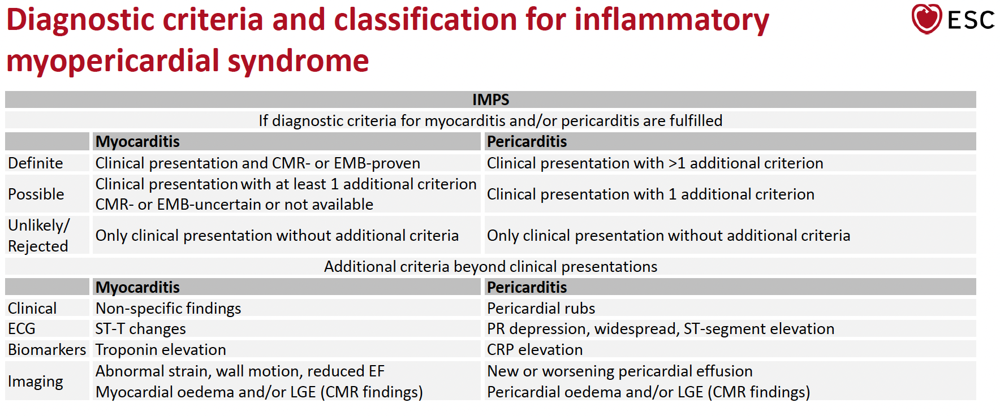 Diagnostic criteria and classification for inflammatory
myopericardial syndrome
ESC
IMPS
If diagnostic criteria for myocarditis and/or pericarditis are fulfilled
Myocarditis Pericarditis
Definite Clinical presentation and CMR- or EMB-proven Clinical presentation with >1 additional criterion
Possible Clinical presentation with at least 1 additional criterion
CMR- or EMB-uncertain or not available Clinical presentation with 1 additional criterion
Unlikely/
Rejected Only clinical presentation without additional criteria Only clinical presentation without additional criteria
Additional criteria beyond clinical presentations
Myocarditis Pericarditis
Clinical Non-specific findings Pericardial rubs
ECG ST-T changes PR depression, widespread, ST-segment elevation
Biomarkers Troponin elevation CRP elevation
Imaging Abnormal strain, wall motion, reduced EF New or worsening pericardial effusion
Myocardial oedema and/or LGE (CMR findings) Pericardial oedema and/or LGE (CMR findings)